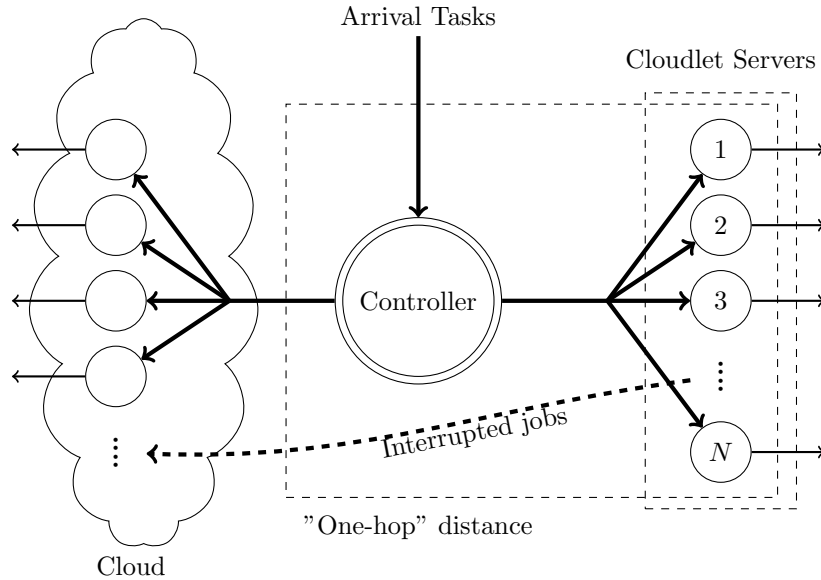 Arrival Tasks
Cloudlet Servers
1
2
Controller
3
N
Interrupted jobs
”One-hop” distance
Cloud